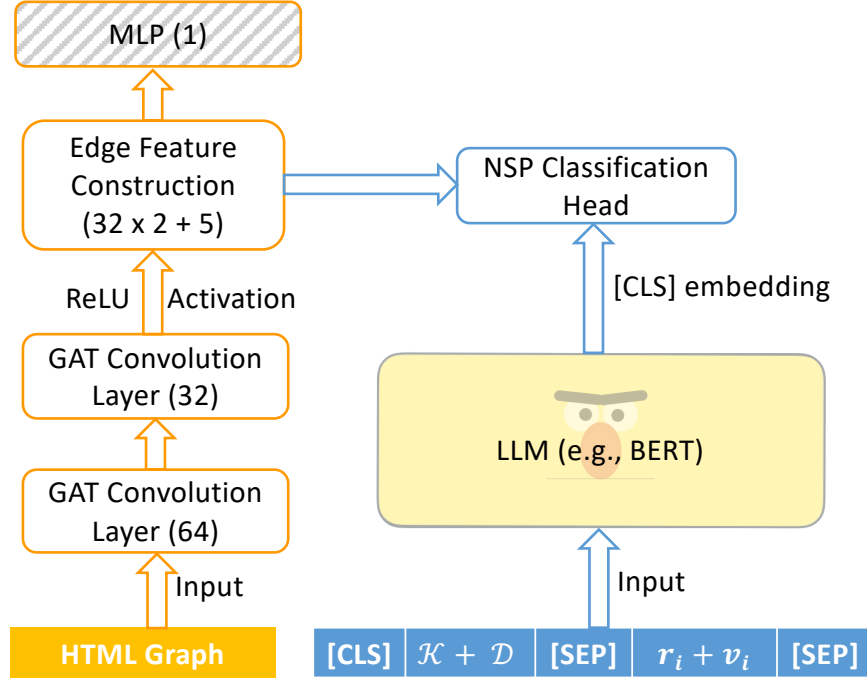 MLP (1)
Edge Feature
Construction
(32 x 2 + 5)
ReLU Activation
GAT Convolution
Layer (32)
GAT Convolution
Layer (64)
Input
HTML Graph
NSP Classification
Head
[CLS] embedding
LLM (e.g., BERT)
Input
[CLS] 𝒦 + 𝒟 [SEP] rᵢ + vᵢ [SEP]